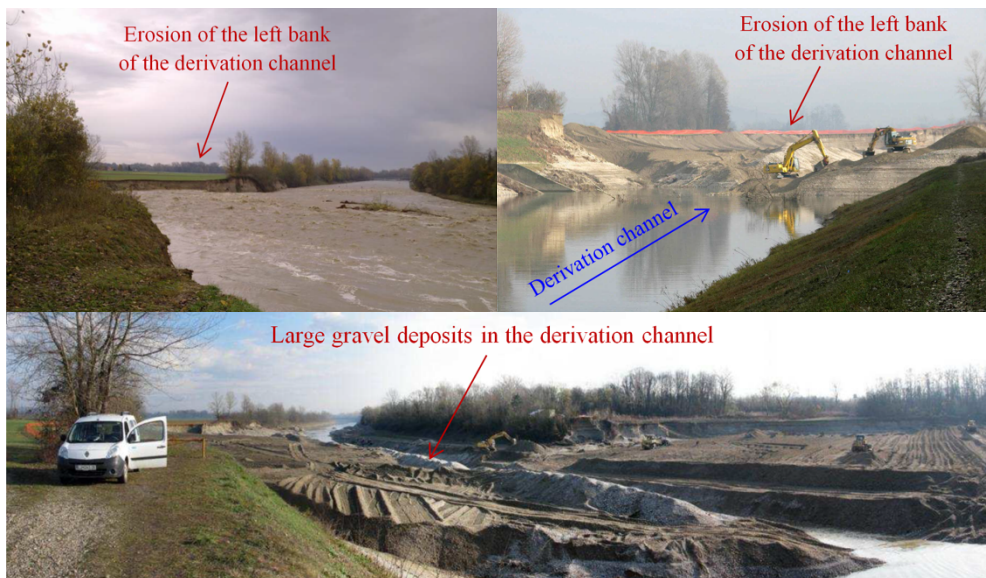 Erosion of the left bank
of the derivation channel
Erosion of the left bank
of the derivation channel
Derivation channel
Large gravel deposits in the derivation channel